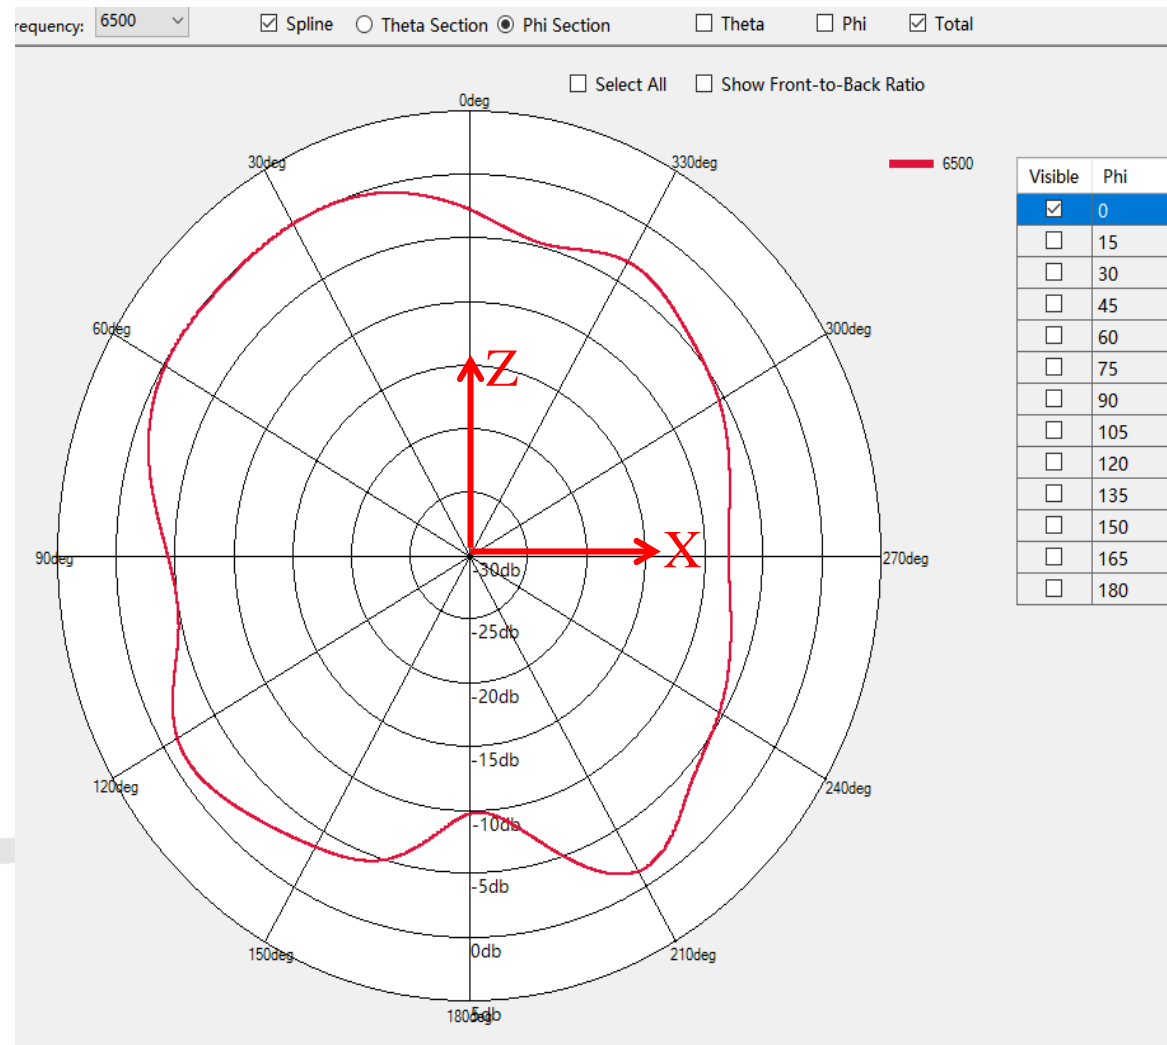 requency: 6500 Spline Theta Section Phi Section Theta Phi Total
Select All Show Front-to-Back Ratio
0deg
30deg
330deg
6500
Visible Phi
0
15
30
45
60
75
90
105
120
135
150
165
180
60deg
300deg
Z
X
90deg
270deg
-30db
-25db
-20db
-15db
120deg
240deg
-10db
-5db
0db
150deg
210deg
180deg
5db